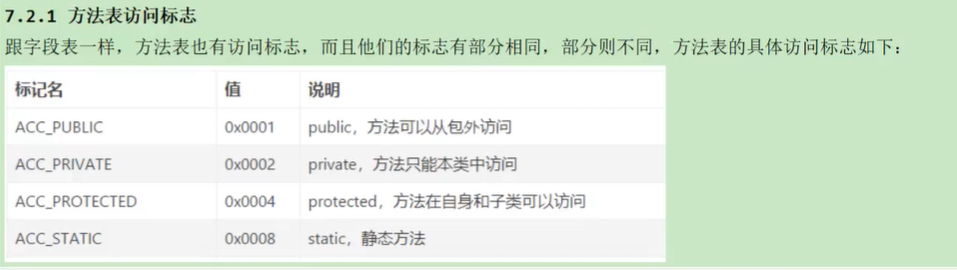 7.2.1 方法表访问标志
跟字段表一样，方法表也有访问标志，而且他们的标志有部分相同，部分则不同，方法表的具体访问标志如下：
标记名 值 说明
ACC_PUBLIC 0x0001 public，方法可以从包外访问
ACC_PRIVATE 0x0002 private，方法只能本类中访问
ACC_PROTECTED 0x0004 protected，方法在自身和子类可以访问
ACC_STATIC 0x0008 static，静态方法